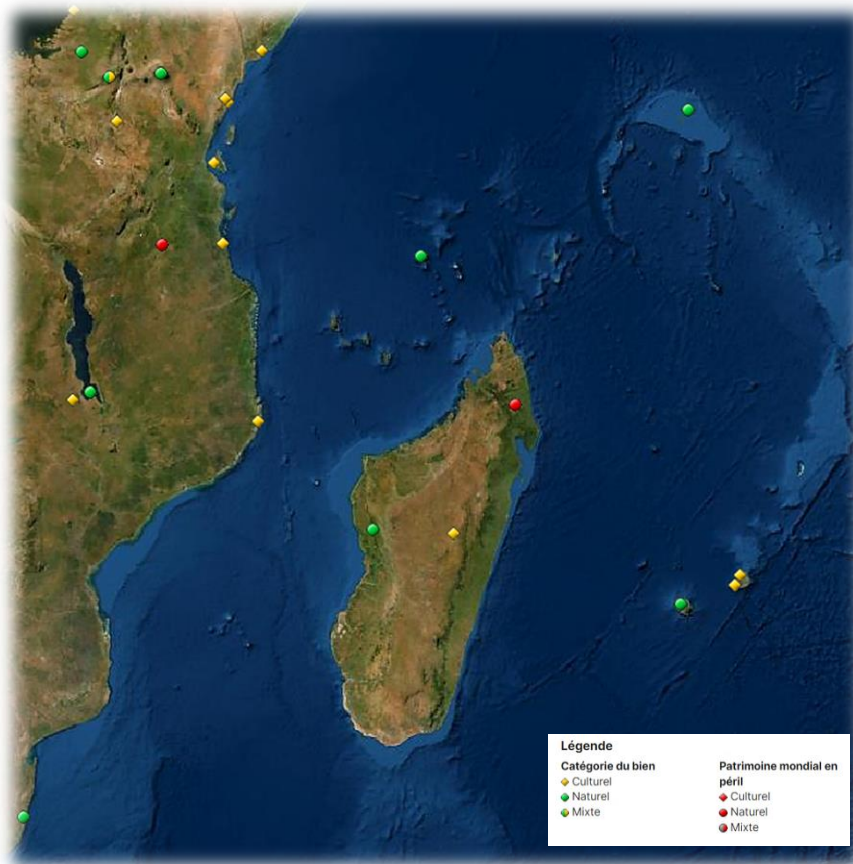 Légende
Catégorie du bien
Culturel
Naturel
Mixte
Patrimoine mondial en
péril
Culturel
Naturel
Mixte